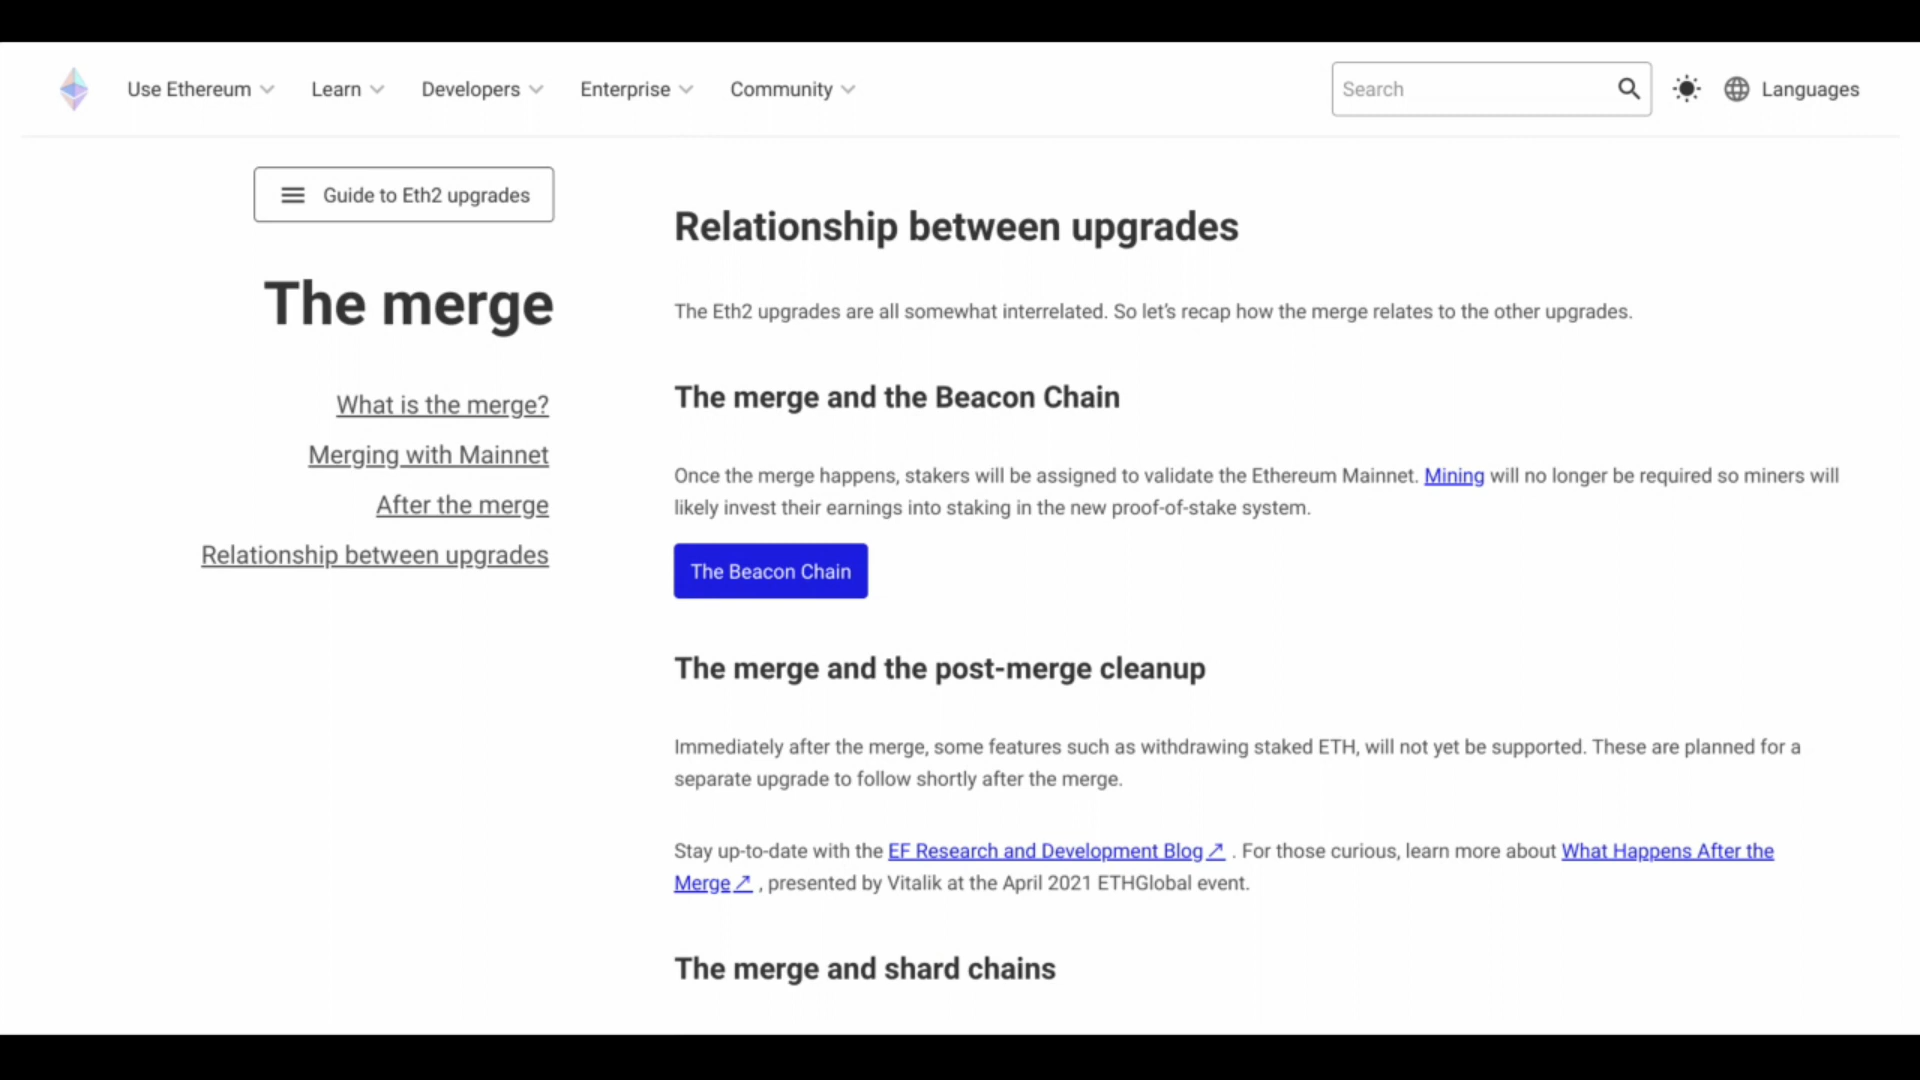 Use Ethereum Learn Developers Enterprise Community Search Languages
Guide to Eth2 upgrades
The merge
What is the merge?
Merging with Mainnet
After the merge
Relationship between upgrades
Relationship between upgrades
The Eth2 upgrades are all somewhat interrelated. So let’s recap how the merge relates to the other upgrades.
The merge and the Beacon Chain
Once the merge happens, stakers will be assigned to validate the Ethereum Mainnet. Mining will no longer be required so miners will
likely invest their earnings into staking in the new proof-of-stake system.
The Beacon Chain
The merge and the post-merge cleanup
Immediately after the merge, some features such as withdrawing staked ETH, will not yet be supported. These are planned for a
separate upgrade to follow shortly after the merge.
Stay up-to-date with the EF Research and Development Blog ↗ . For those curious, learn more about What Happens After the
Merge ↗ , presented by Vitalik at the April 2021 ETHGlobal event.
The merge and shard chains